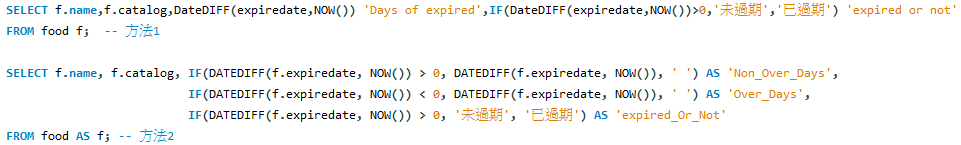 SELECT f.name,f.catalog,DateDIFF(expiredate,NOW()) 'Days of expired',IF(DateDiff(expiredate,NOW())>0,'未過期','已過期') 'expired or not'
FROM food f;  -- 方法1
SELECT f.name, f.catalog, IF(DATEDIFF(f.expiredate, NOW()) > 0, DATEDIFF(f.expiredate, NOW()), ' ') AS 'Non_Over_Days',
IF(DATEDIFF(f.expiredate, NOW()) < 0, DATEDIFF(f.expiredate, NOW()), ' ') AS 'Over_Days',
IF(DATEDIFF(f.expiredate, NOW()) > 0, '未過期', '已過期') AS 'expired_Or_Not'
FROM food AS f; -- 方法2